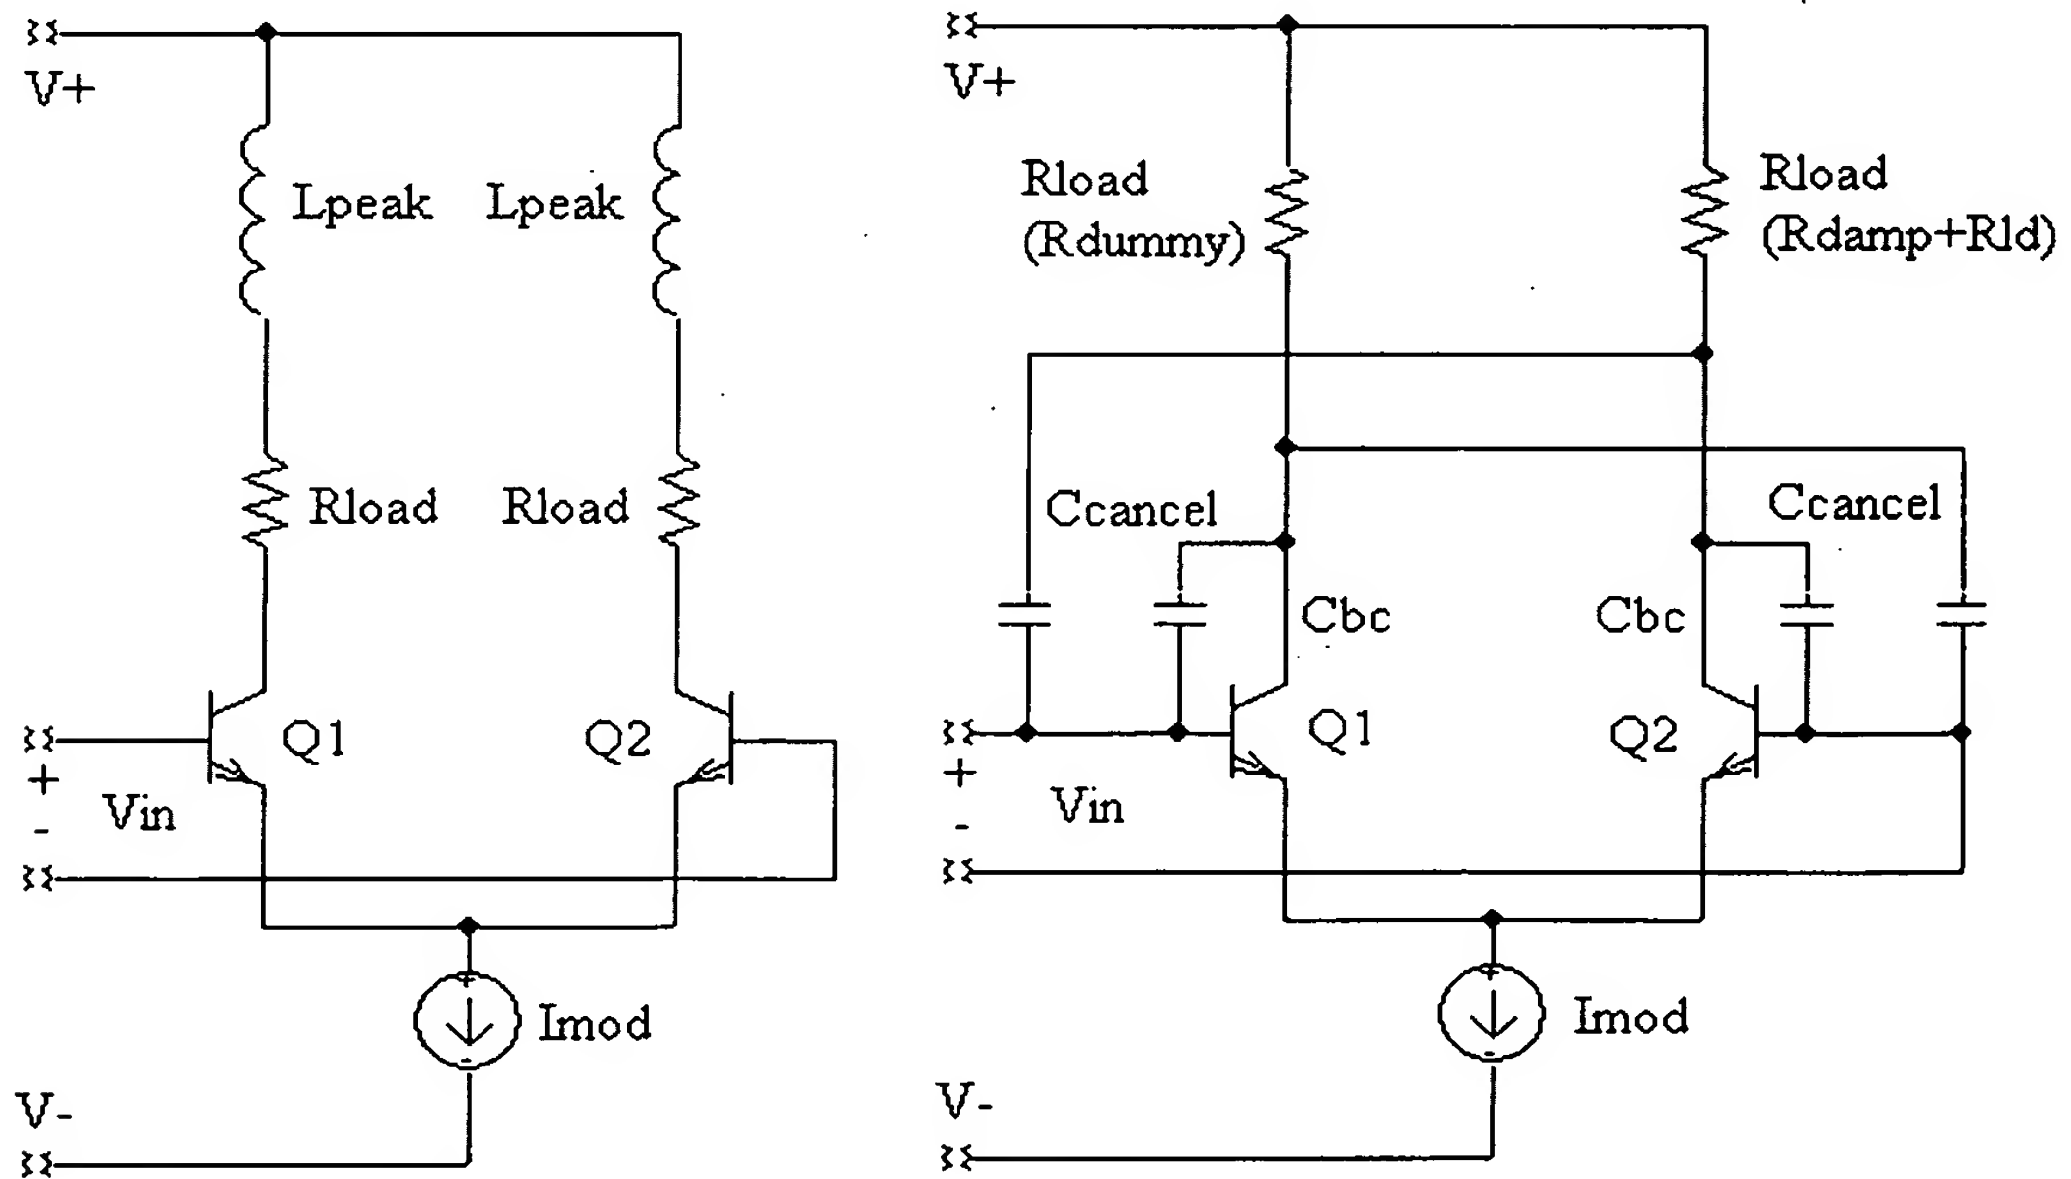 V+
Lpeak
Lpeak
Rload
Rload
Q1
Q2
+
Vin
-
Imod
V-
V+
Rload
(Rdummy)
Rload
(Rdamp+Rld)
Ccancel
Ccancel
Cbc
Cbc
Q1
Q2
+
Vin
-
Imod
V-